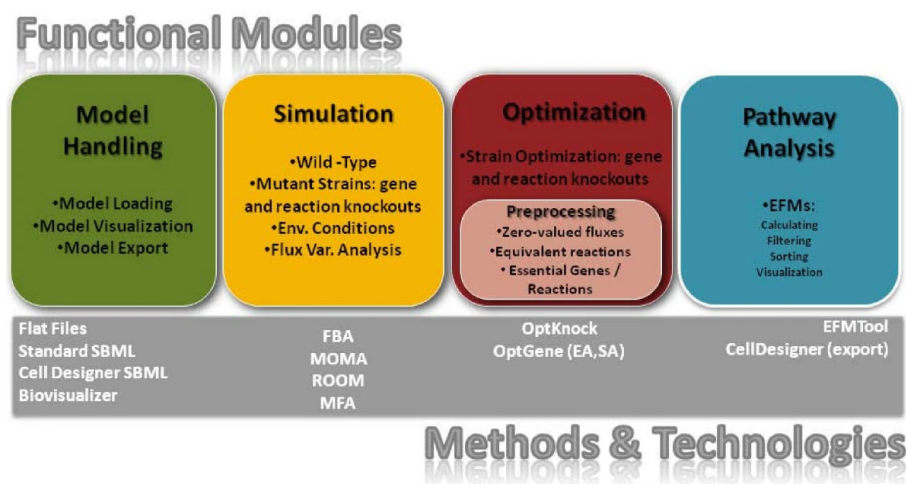 Functional Modules
Model
Handling
•Model Loading
•Model Visualization
•Model Export
Simulation
•Wild -Type
•Mutant Strains: gene
and reaction knockouts
•Env. Conditions
•Flux Var. Analysis
Optimization
•Strain Optimization: gene
and reaction knockouts
Preprocessing
•Zero-valued fluxes
•Equivalent reactions
• Essential Genes /
Reactions
Pathway
Analysis
•EFMs:
Calculating
Filtering
Sorting
Visualization
Flat Files
Standard SBML
Cell Designer SBML
Biovisualizer
FBA
MOMA
ROOM
MFA
OptKnock
OptGene (EA,SA)
EFMTool
CellDesigner (export)
Methods & Technologies